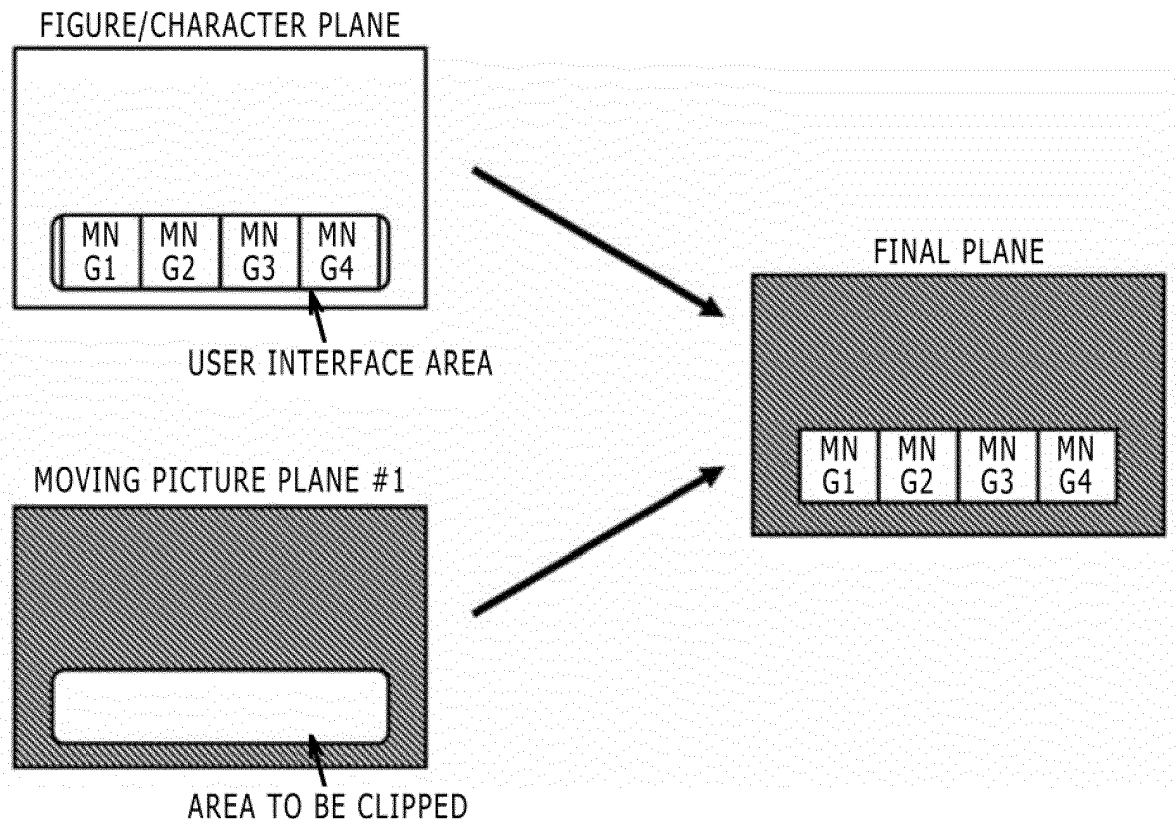 FIGURE/CHARACTER PLANE
MN MN MN MN
G1 G2 G3 G4
USER INTERFACE AREA
MOVING PICTURE PLANE #1
AREA TO BE CLIPPED
FINAL PLANE
MN MN MN MN
G1 G2 G3 G4